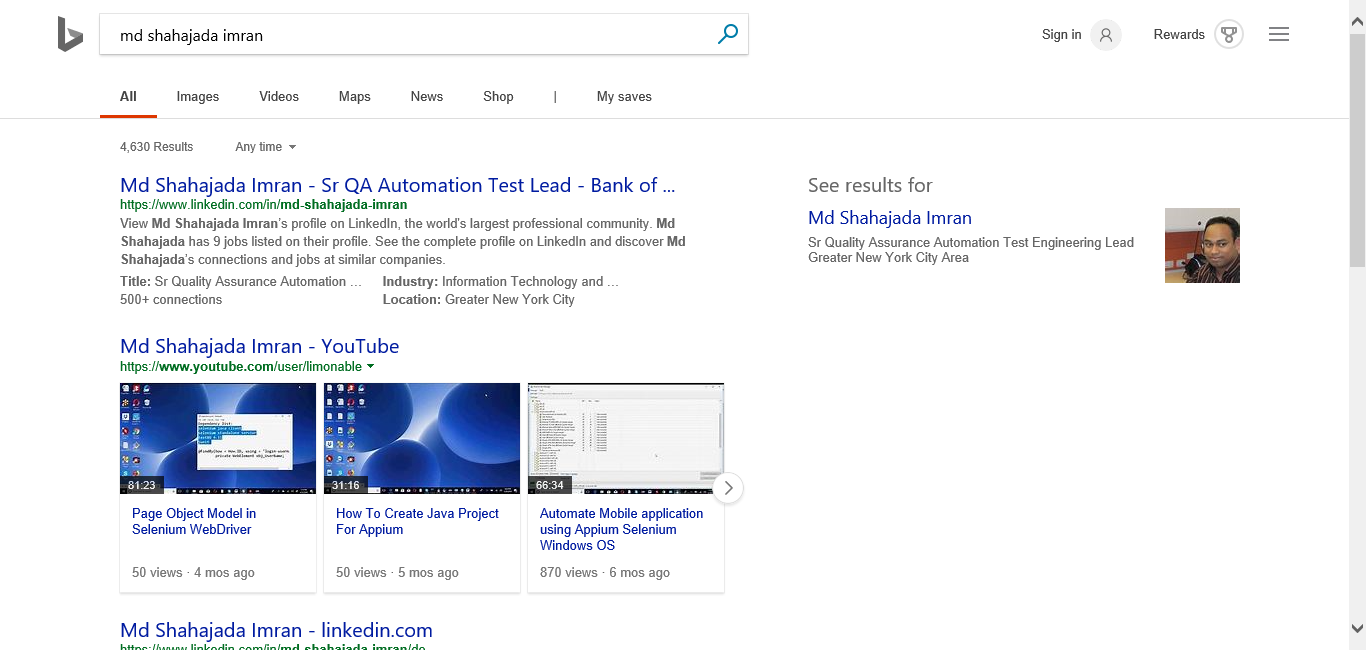 md shahajada imran
Sign in
Rewards
All
Images
Videos
Maps
News
Shop
|
My saves
4,630 Results
Any time
Md Shahajada Imran - Sr QA Automation Test Lead - Bank of ...
https://www.linkedin.com/in/md-shahajada-imran
View Md Shahajada Imran's profile on LinkedIn, the world's largest professional community. Md
Shahajada has 9 jobs listed on their profile. See the complete profile on LinkedIn and discover Md
Shahajada's connections and jobs at similar companies.
Title: Sr Quality Assurance Automation ...
Industry: Information Technology and ...
500+ connections
Location: Greater New York City
Md Shahajada Imran - YouTube
https://www.youtube.com/user/limonable
81:23
Page Object Model in
Selenium WebDriver
50 views · 4 mos ago
31:16
How To Create Java Project
For Appium
50 views · 5 mos ago
66:34
Automate Mobile application
using Appium Selenium
Windows OS
870 views · 6 mos ago
Md Shahajada Imran - linkedin.com
https://www.linkedin.com/in/md-shahajada-imran/de
See results for
Md Shahajada Imran
Sr Quality Assurance Automation Test Engineering Lead
Greater New York City Area